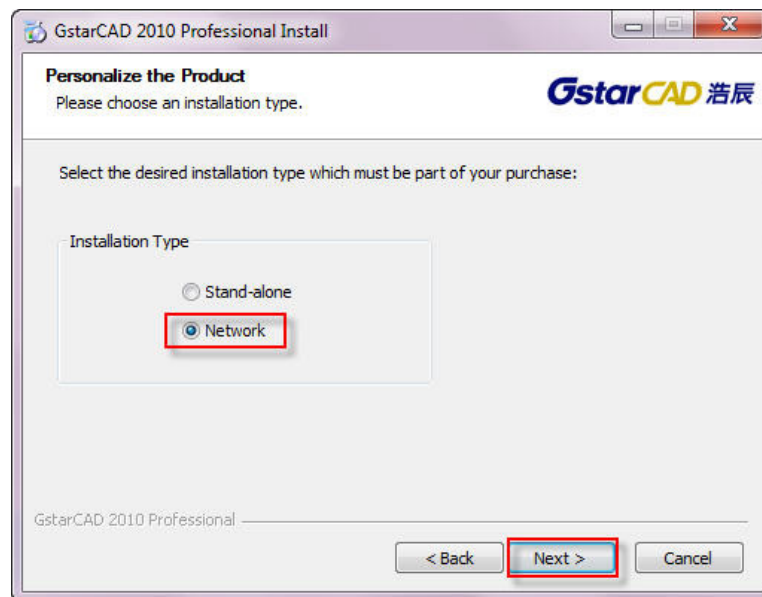 GstarCAD 2010 Professional Install
Personalize the Product
Please choose an installation type.
GstarCAD 浩辰
Select the desired installation type which must be part of your purchase:
Installation Type
Stand-alone
Network
GstarCAD 2010 Professional
< Back Next > Cancel